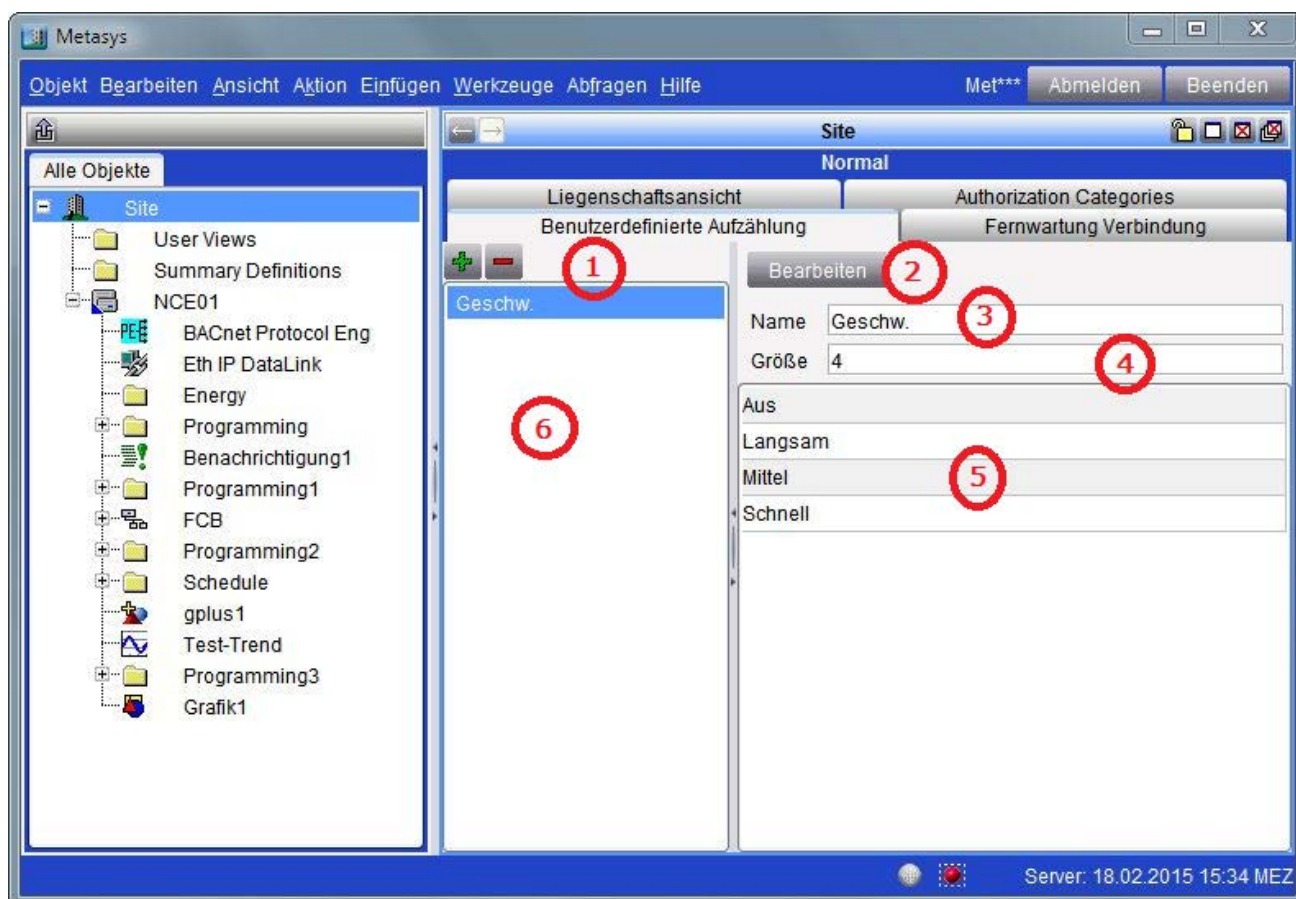 Metasys
Objekt Bearbeiten Ansicht Aktion Einfügen Werkzeuge Abfragen Hilfe Met*** Abmelden Beenden
Site
Alle Objekte
Normal
Liegenschaftsansicht Authorization Categories
Benutzerdefinierte Aufzählung Fernwartung Verbindung
Site
User Views
Summary Definitions
NCE01
BACnet Protocol Eng
Eth IP DataLink
Energy
Programming
Benachrichtigung1
Programming1
FCB
Programming2
Schedule
gplus1
Test-Trend
Programming3
Grafik1
1
Geschw.
6
Bearbeiten 2
Name Geschw. 3
Größe 4 4
Aus
Langsam
Mittel 5
Schnell
Server: 18.02.2015 15:34 MEZ